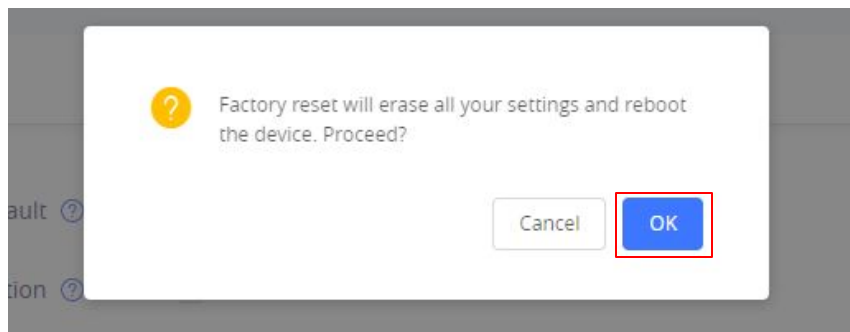 Factory reset will erase all your settings and reboot
the device. Proceed?
ault
Cancel OK
tion